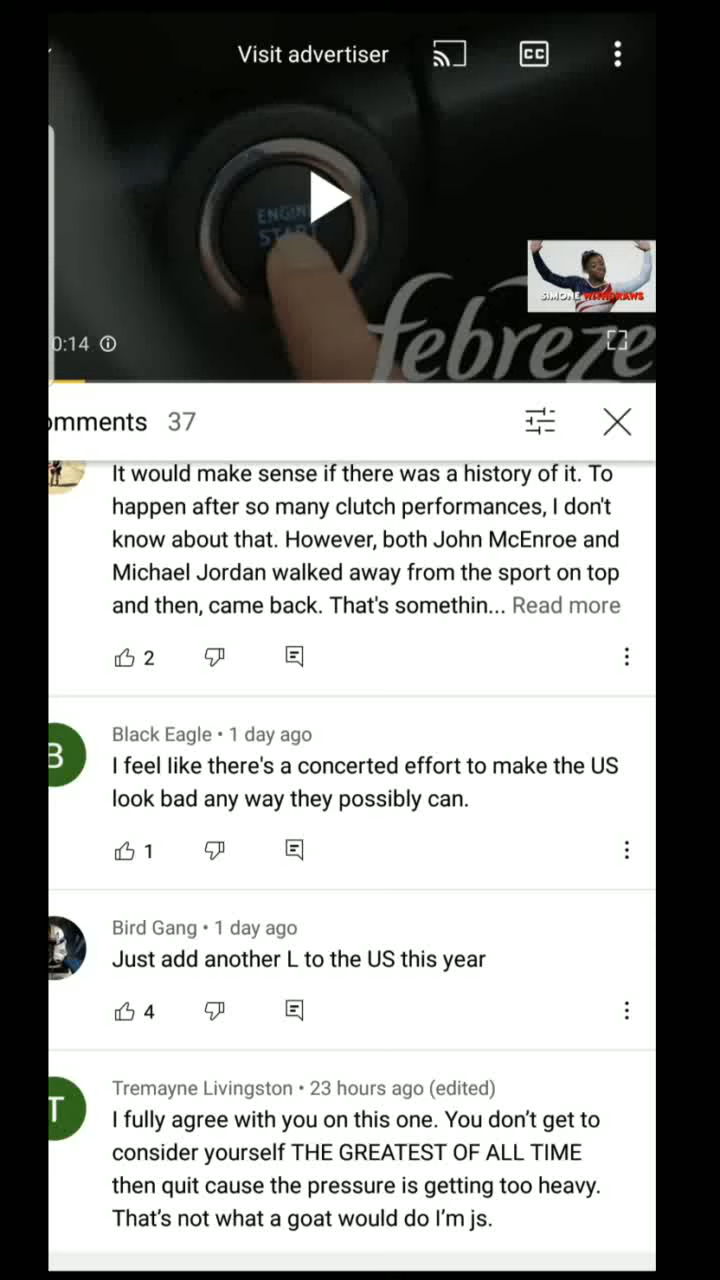 Visit advertiser
CC
ENGINE
START
SIMONE WITHDRAWS
febreze
0:14
omments 37
It would make sense if there was a history of it. To
happen after so many clutch performances, I don't
know about that. However, both John McEnroe and
Michael Jordan walked away from the sport on top
and then, came back. That's somethin... Read more
2
B
Black Eagle • 1 day ago
I feel like there's a concerted effort to make the US
look bad any way they possibly can.
1
Bird Gang • 1 day ago
Just add another L to the US this year
4
T
Tremayne Livingston • 23 hours ago (edited)
I fully agree with you on this one. You don’t get to
consider yourself THE GREATEST OF ALL TIME
then quit cause the pressure is getting too heavy.
That’s not what a goat would do I’m js.